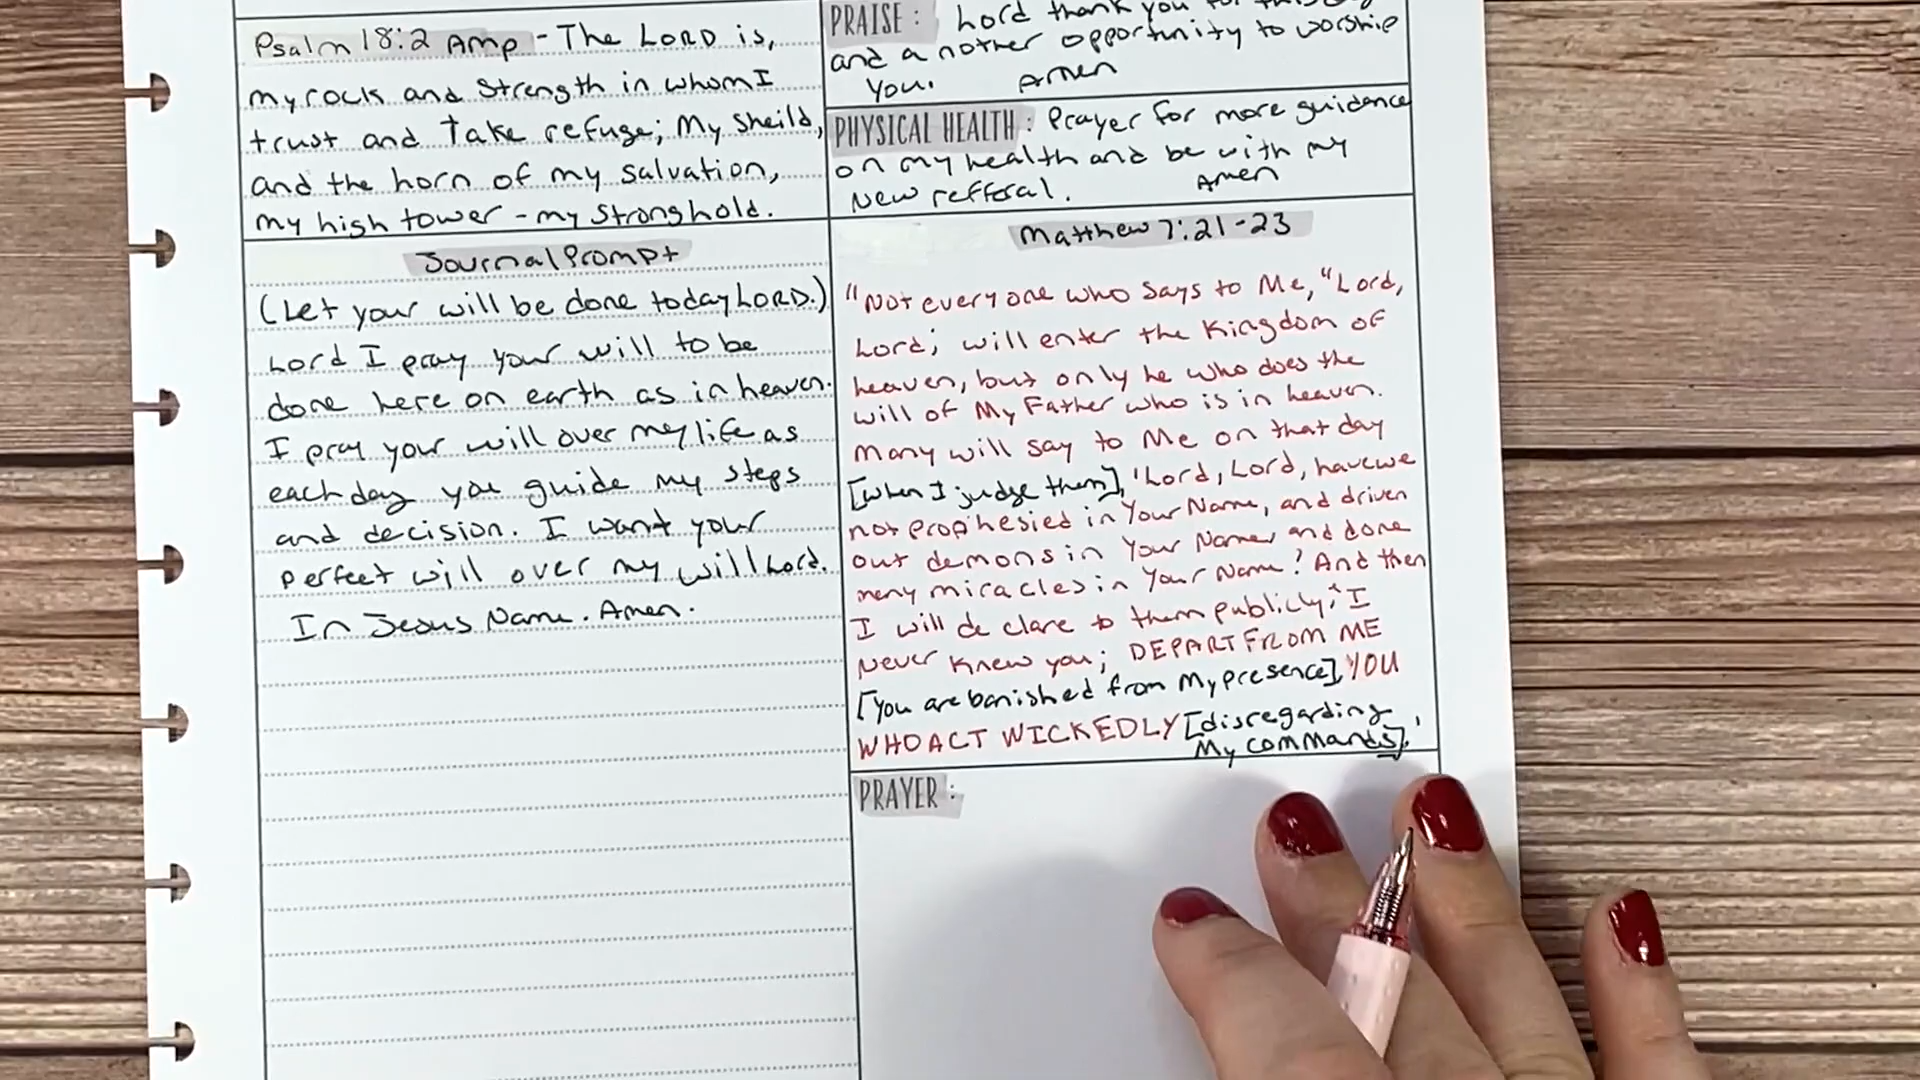 Psalm 18:2 Amp - The LORD is,
my rock and Strength in whom I
trust and Take refuge; My sheild,
and the horn of my salvation,
my high tower - my Stronghold.
Journal Prompt
(Let your will be done today LORD.)
Lord I pray your will to be
done here on earth as in heaven.
I pray your will over my life as
each day you guide my steps
and decision. I want your
perfect will over my will Lord.
In Jesus Name. Amen.
PRAISE : Lord thank you for this
and a nother opportunity to worship
You. Amen
PHYSICAL HEALTH : Prayer for more guidance
on my health and be with my
New refferal. Amen
Matthew 7:21-23
"Not everyone who says to Me, "Lord,
Lord; will enter the Kingdom of
heaven, but only he who does the
will of My Father who is in heaven.
Many will say to Me on that day
[when I judge them], 'Lord, Lord, have we
not prophesied in Your Name, and driven
out demons in Your Name and done
meny miracles in Your Name? And then
I will de clare to them publicly, "I
Never Knew you; DEPART FROM ME
[you are banished from My presence], YOU
WHO ACT WICKEDLY [disregarding
My commands].'
PRAYER :